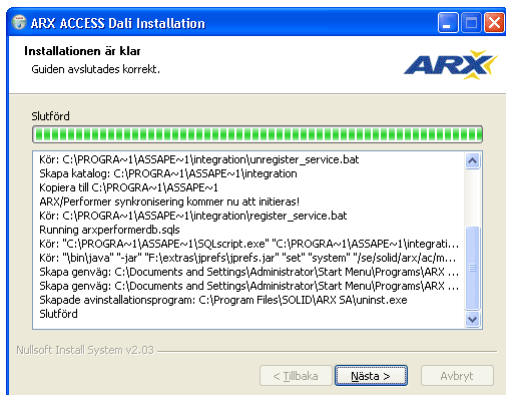 ARX ACCESS Dali Installation
Installationen är klar
Guiden avslutades korrekt.
ARX
Slutförd
Kör: C:\PROGRA~1\ASSAPE~1\integration\unregister_service.bat
Skapa katalog: C:\PROGRA~1\ASSAPE~1\integration
Kopiera till C:\PROGRA~1\ASSAPE~1
ARX/Performer synkronisering kommer nu att initieras!
Kör: C:\PROGRA~1\ASSAPE~1\integration\register_service.bat
Running arxperformerdb.sqls
Kör: "C:\PROGRA~1\ASSAPE~1\SQLscript.exe" "C:\PROGRA~1\ASSAPE~1\integrati...
Kör: "\bin\java" "-jar" "F:\extras\jprefs\jprefs.jar" "set" "system" "/se/solid/arx/ac/m...
Skapa genväg: C:\Documents and Settings\Administrator\Start Menu\Programs\ARX ...
Skapa genväg: C:\Documents and Settings\Administrator\Start Menu\Programs\ARX ...
Skapade avinstallationsprogram: C:\Program Files\SOLID\ARX SA\uninst.exe
Slutförd
Nullsoft Install System v2.03
< Tillbaka Nästa > Avbryt